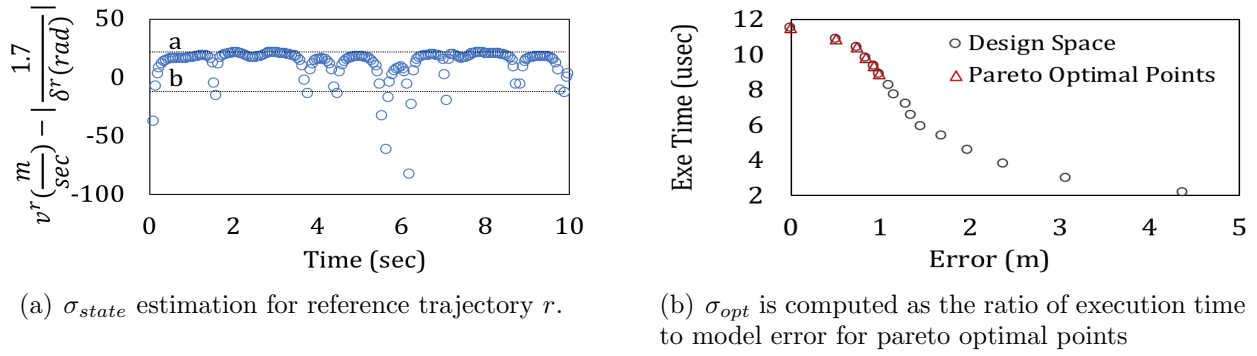 v^r(m/sec) − |1.7/δ^r(rad)|
50
0
-50
-100
a
b
0 2 4 6 8 10
Time (sec)
(a) σ_state estimation for reference trajectory r.
Exe Time (usec)
12
10
8
6
4
2
Design Space
Pareto Optimal Points
0 1 2 3 4 5
Error (m)
(b) σ_opt is computed as the ratio of execution time
to model error for pareto optimal points